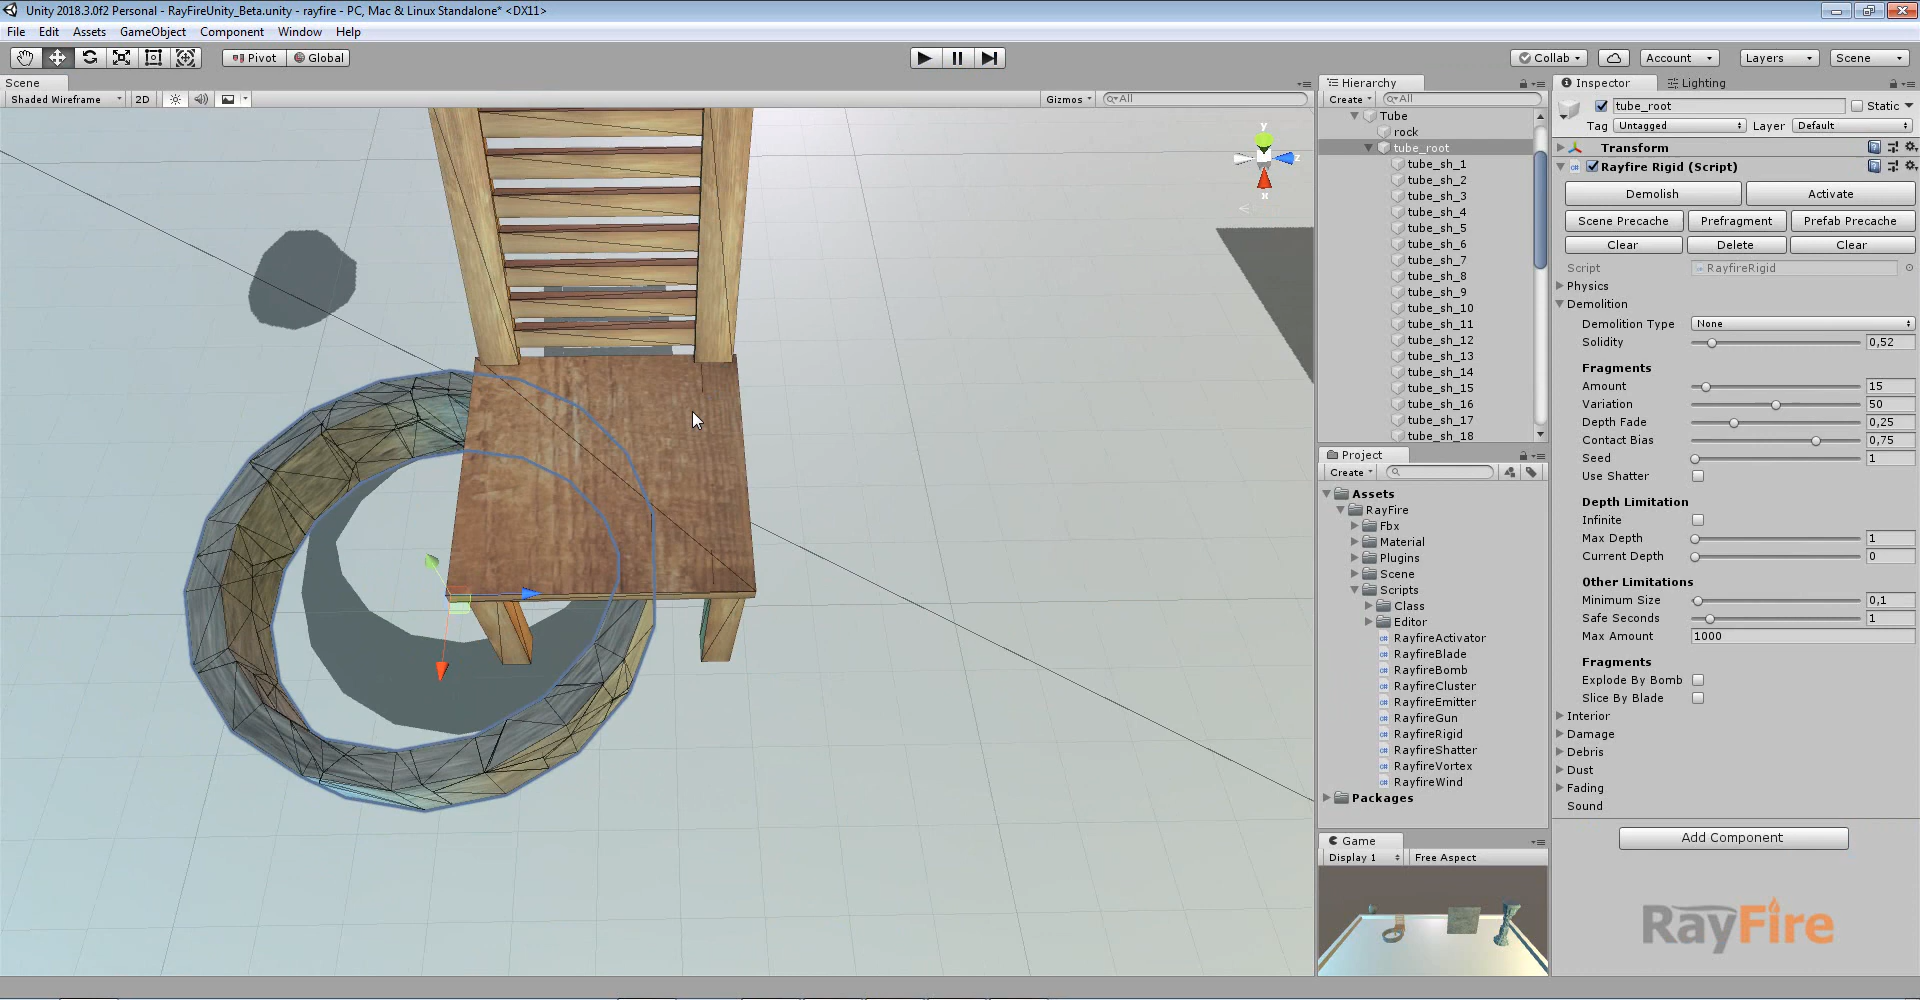 Unity 2018.3.0f2 Personal - RayFireUnity_Beta.unity - rayfire - PC, Mac & Linux Standalone* <DX11>
File Edit Assets GameObject Component Window Help
Pivot Global
Collab Account Layers Scene
Scene
Shaded Wireframe 2D Gizmos All
y
z
x
Hierarchy
Create All
Tube
rock
tube_root
tube_sh_1
tube_sh_2
tube_sh_3
tube_sh_4
tube_sh_5
tube_sh_6
tube_sh_7
tube_sh_8
tube_sh_9
tube_sh_10
tube_sh_11
tube_sh_12
tube_sh_13
tube_sh_14
tube_sh_15
tube_sh_16
tube_sh_17
tube_sh_18
Project
Create
Assets
RayFire
Fbx
Material
Plugins
Scene
Scripts
Class
Editor
RayfireActivator
RayfireBlade
RayfireBomb
RayfireCluster
RayfireEmitter
RayfireGun
RayfireRigid
RayfireShatter
RayfireVortex
RayfireWind
Packages
Game
Display 1 Free Aspect
Inspector Lighting
tube_root Static
Tag Untagged Layer Default
Transform
Rayfire Rigid (Script)
Demolish Activate
Scene Precache Prefragment Prefab Precache
Clear Delete Clear
Script RayfireRigid
Physics
Demolition
Demolition Type None
Solidity 0,52
Fragments
Amount 15
Variation 50
Depth Fade 0,25
Contact Bias 0,75
Seed 1
Use Shatter
Depth Limitation
Infinite
Max Depth 1
Current Depth 0
Other Limitations
Minimum Size 0,1
Safe Seconds 1
Max Amount 1000
Fragments
Explode By Bomb
Slice By Blade
Interior
Damage
Debris
Dust
Fading
Sound
Add Component
RayFire